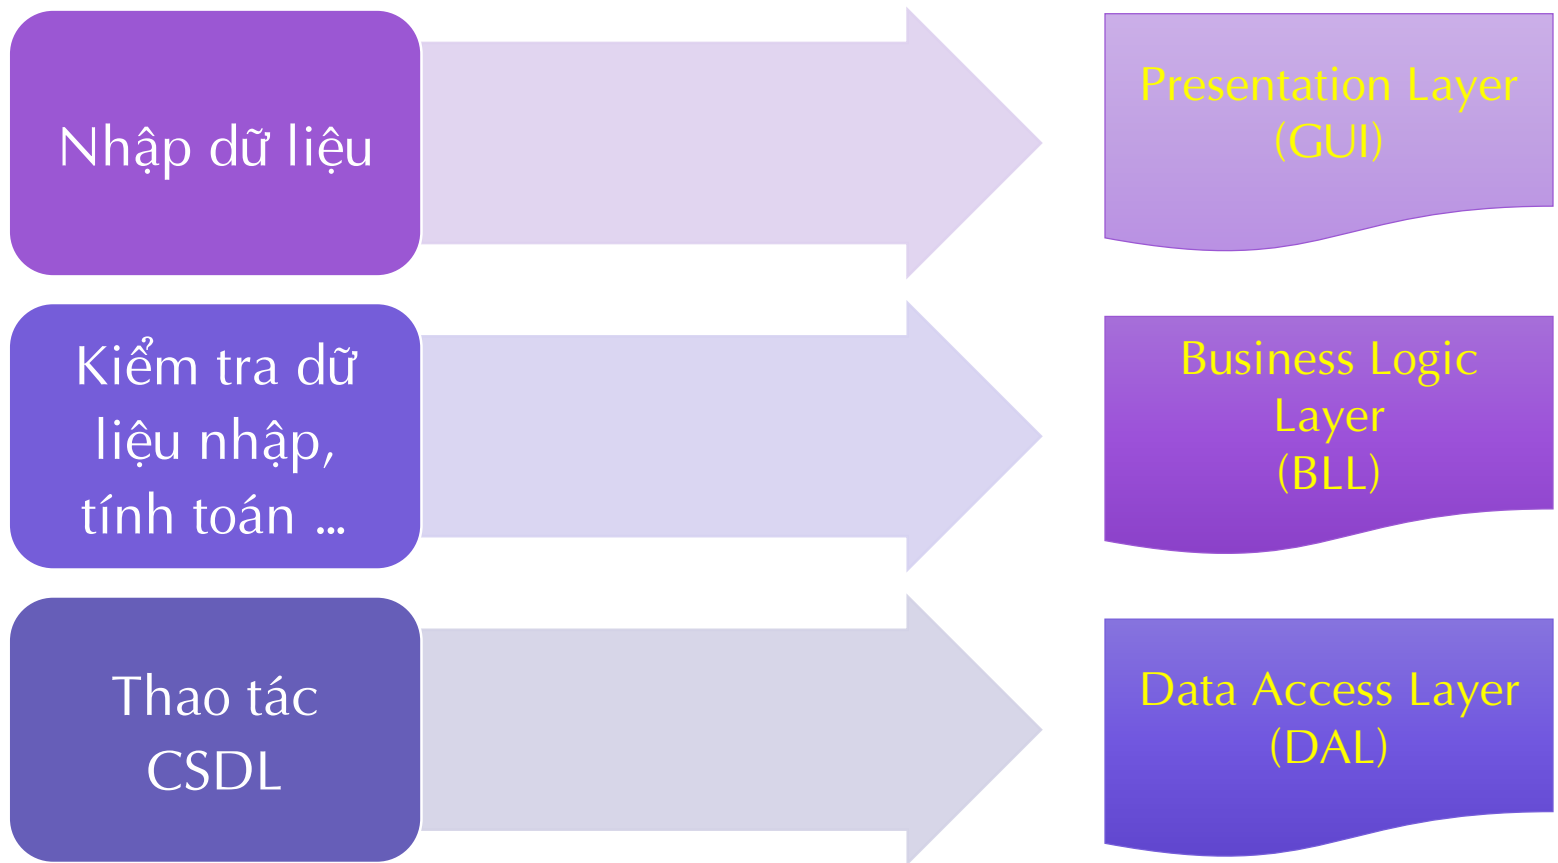 Nhập dữ liệu
Presentation Layer
(GUI)
Kiểm tra dữ
liệu nhập,
tính toán ...
Business Logic
Layer
(BLL)
Thao tác
CSDL
Data Access Layer
(DAL)